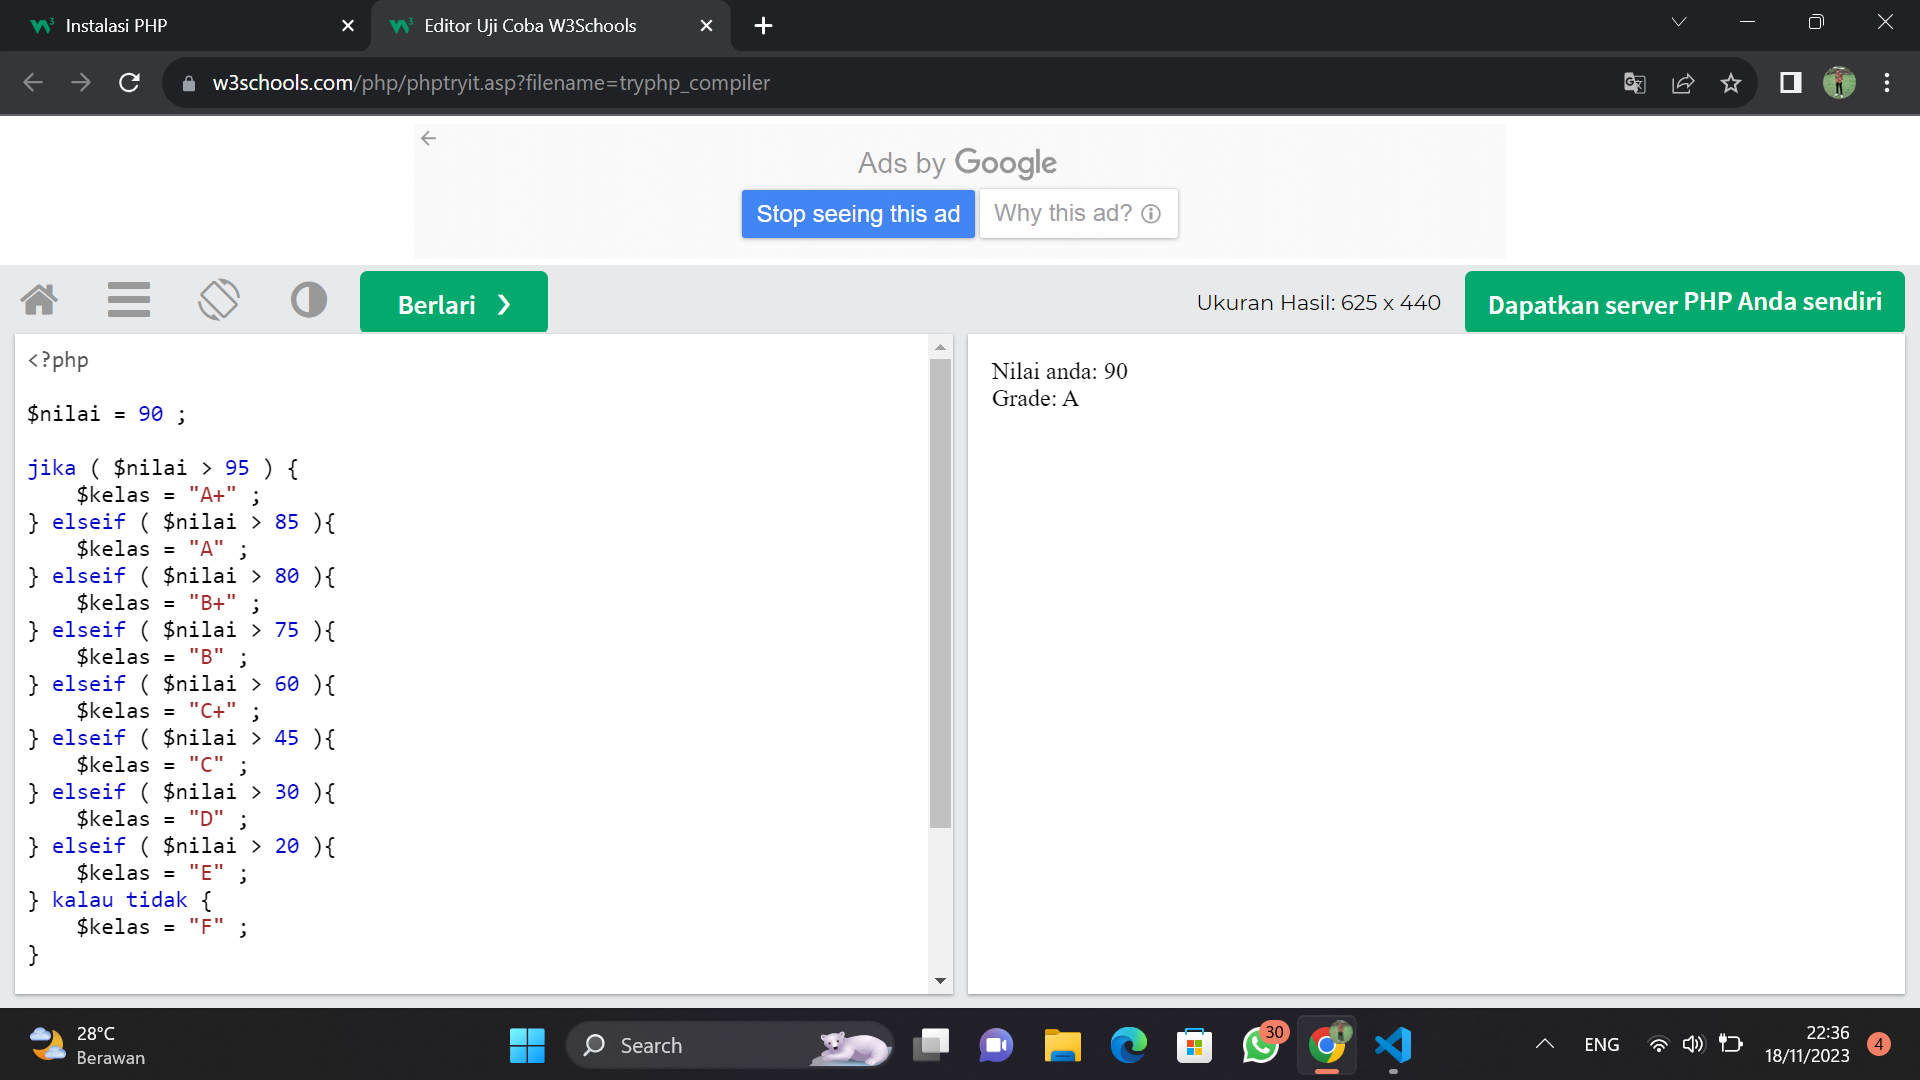 Instalasi PHP
Editor Uji Coba W3Schools
w3schools.com/php/phptryit.asp?filename=tryphp_compiler
Ads by Google
Stop seeing this ad
Why this ad?
Berlari ❯
Ukuran Hasil: 625 x 440
Dapatkan server PHP Anda sendiri
<?php
$nilai = 90 ;
jika ( $nilai > 95 ) {
$kelas = "A+" ;
} elseif ( $nilai > 85 ){
$kelas = "A" ;
} elseif ( $nilai > 80 ){
$kelas = "B+" ;
} elseif ( $nilai > 75 ){
$kelas = "B" ;
} elseif ( $nilai > 60 ){
$kelas = "C+" ;
} elseif ( $nilai > 45 ){
$kelas = "C" ;
} elseif ( $nilai > 30 ){
$kelas = "D" ;
} elseif ( $nilai > 20 ){
$kelas = "E" ;
} kalau tidak {
$kelas = "F" ;
}
Nilai anda: 90
Grade: A
28°C
Berawan
Search
30
ENG
22:36
18/11/2023
4